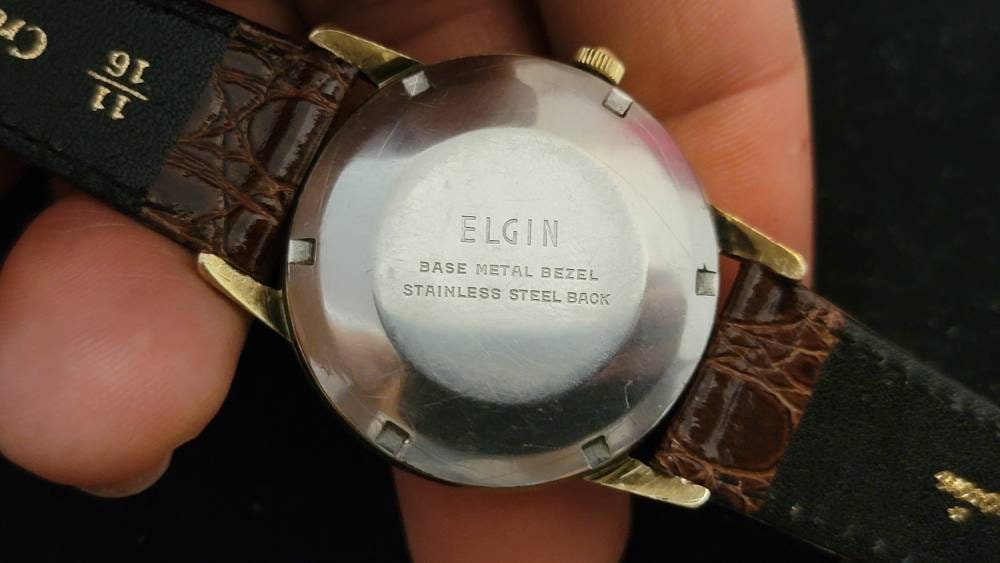 ELGIN
BASE METAL BEZEL
STAINLESS STEEL BACK
11/16